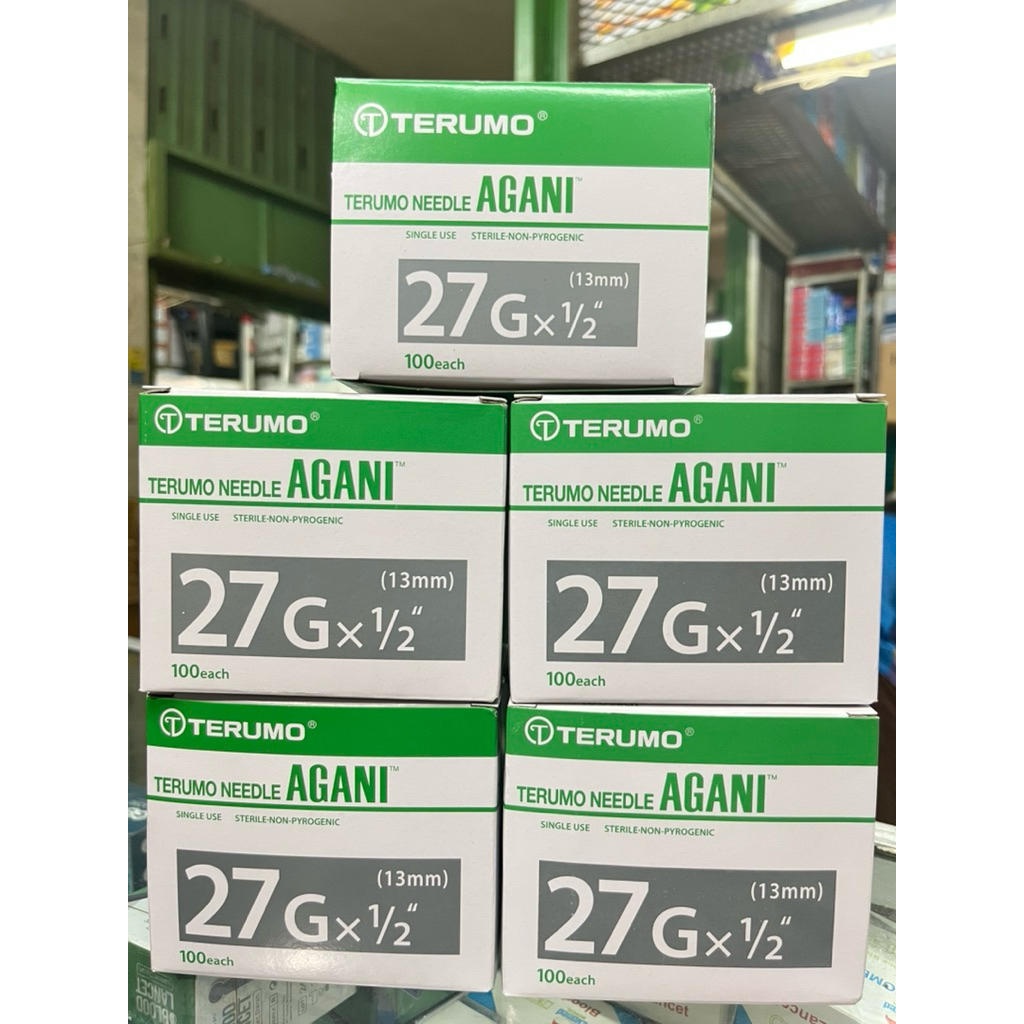 TERUMO®
TERUMO NEEDLE AGANI™
SINGLE USE STERILE-NON-PYROGENIC
(13mm)
27G×½"
100each
TERUMO®
TERUMO NEEDLE AGANI™
SINGLE USE STERILE-NON-PYROGENIC
(13mm)
27G×½"
100each
TERUMO®
TERUMO NEEDLE AGANI™
SINGLE USE STERILE-NON-PYROGENIC
(13mm)
27G×½"
100each
TERUMO®
TERUMO NEEDLE AGANI™
SINGLE USE STERILE-NON-PYROGENIC
(13mm)
27G×½"
100each
TERUMO®
TERUMO NEEDLE AGANI™
SINGLE USE STERILE-NON-PYROGENIC
(13mm)
27G×½"
100each
BLOOD
LANCET